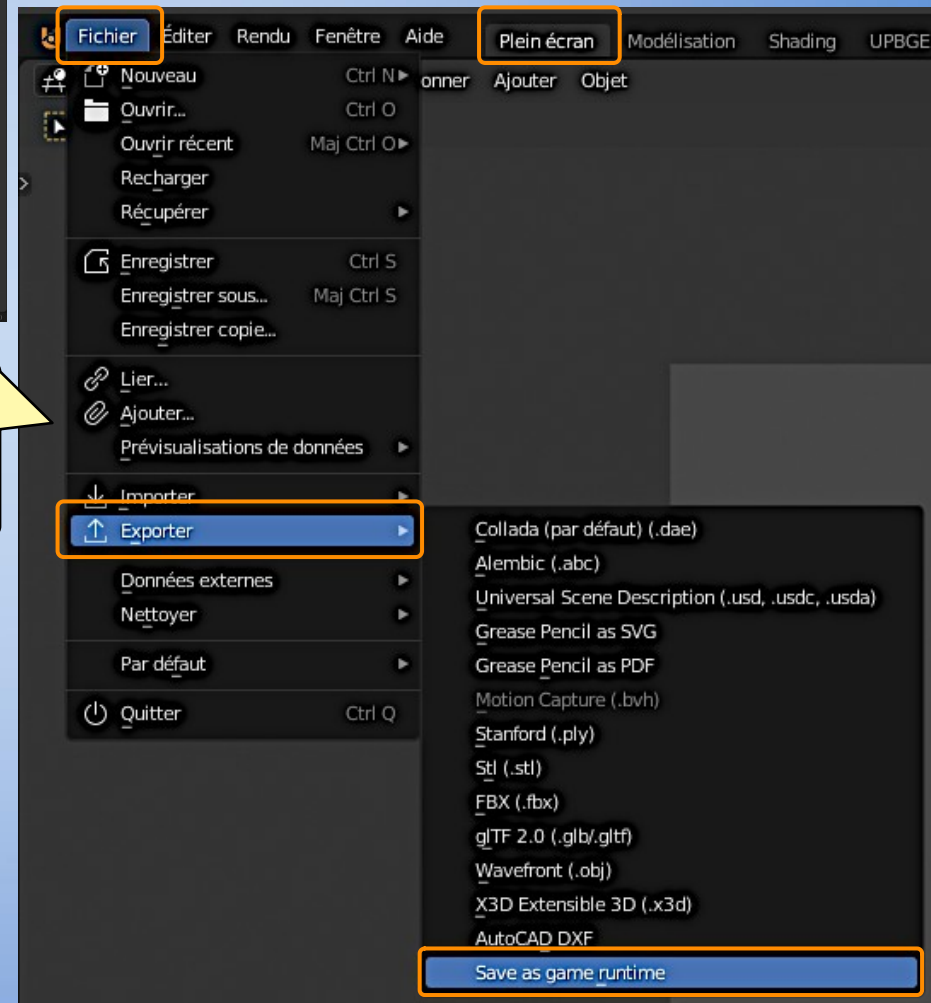 Fichier Éditer Rendu Fenêtre Aide Plein écran Modélisation Shading UPBGE
onner Ajouter Objet
Nouveau Ctrl N
Ouvrir... Ctrl O
Ouvrir récent Maj Ctrl O
Recharger
Récupérer
Enregistrer Ctrl S
Enregistrer sous... Maj Ctrl S
Enregistrer copie...
Lier...
Ajouter...
Prévisualisations de données
Importer
Exporter
Données externes
Nettoyer
Par défaut
Quitter Ctrl Q
Collada (par défaut) (.dae)
Alembic (.abc)
Universal Scene Description (.usd, .usdc, .usda)
Grease Pencil as SVG
Grease Pencil as PDF
Motion Capture (.bvh)
Stanford (.ply)
Stl (.stl)
FBX (.fbx)
glTF 2.0 (.glb/.gltf)
Wavefront (.obj)
X3D Extensible 3D (.x3d)
AutoCAD DXF
Save as game runtime